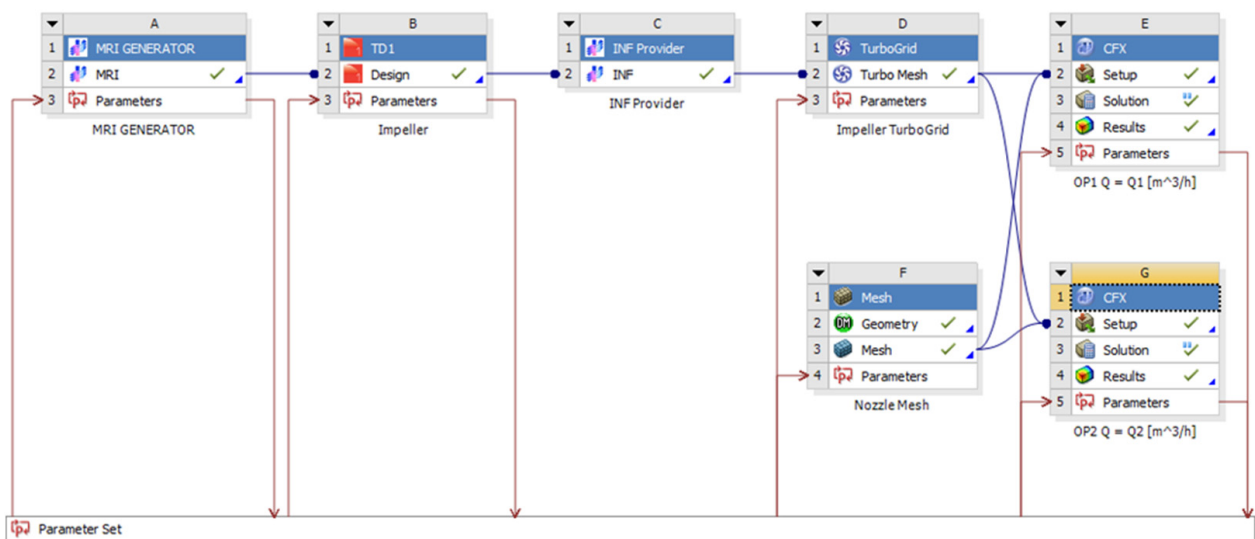 A
1 MRI GENERATOR
2 MRI
3 Parameters
MRI GENERATOR
B
1 TD1
2 Design
3 Parameters
Impeller
C
1 INF Provider
2 INF
INF Provider
D
1 TurboGrid
2 Turbo Mesh
3 Parameters
Impeller TurboGrid
E
1 CFX
2 Setup
3 Solution
4 Results
5 Parameters
OP1 Q = Q1 [m^3/h]
F
1 Mesh
2 Geometry
3 Mesh
4 Parameters
Nozzle Mesh
G
1 CFX
2 Setup
3 Solution
4 Results
5 Parameters
OP2 Q = Q2 [m^3/h]
Parameter Set